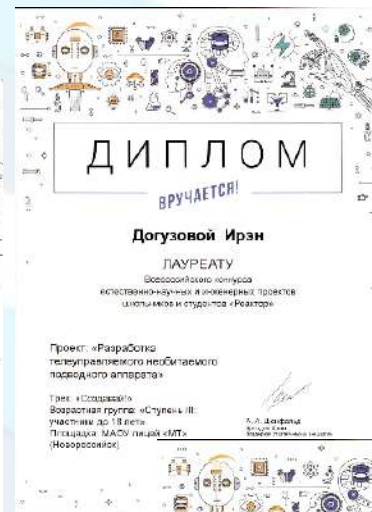 ДИПЛОМ
ВРУЧАЕТСЯ!
Догузовой Ирэн
ЛАУРЕАТУ
Всероссийского конкурса
естественно-научных и инженерных проектов
школьников и студентов «Реактор»
Проект: «Разработка
телеуправляемого необитаемого
подводного аппарата»
Трек: «Создавай!»
Возрастная группа: «Ступень III:
участники до 18 лет»
Площадка: МАОУ лицей «МТ»
(Новороссийск)